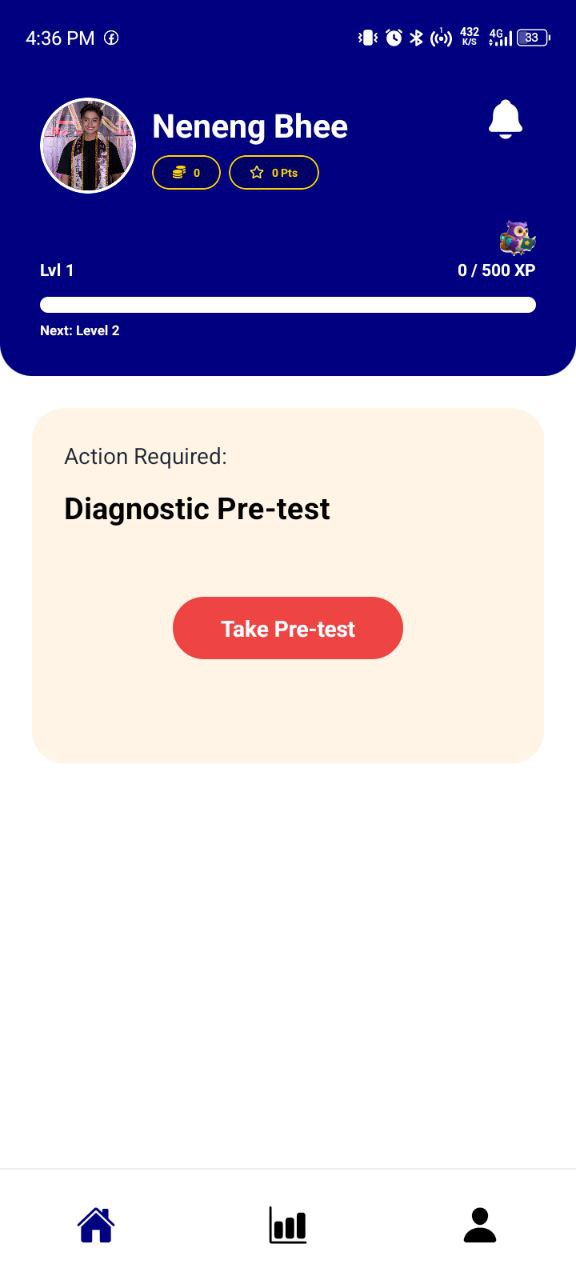 4:36 PM
1
432
K/S
4G
33
Neneng Bhee
0
0 Pts
Lvl 1
0 / 500 XP
Next: Level 2
Action Required:
Diagnostic Pre-test
Take Pre-test